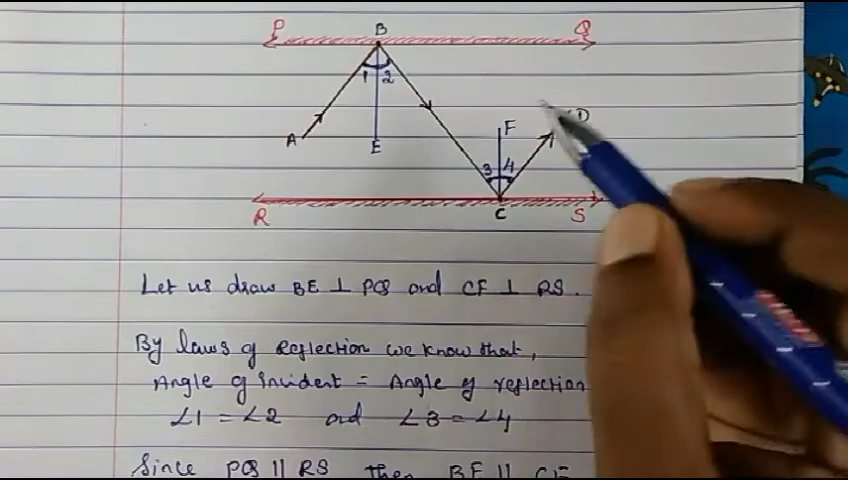 P B Q
1 2
A E F D
3 4
R C S
Let us draw BE ⊥ PQ and CF ⊥ RS.
By laws of Reflection we know that,
Angle of Incident = Angle of reflection
∠1 = ∠2 and ∠3 = ∠4
Since PQ || RS then BE || CF